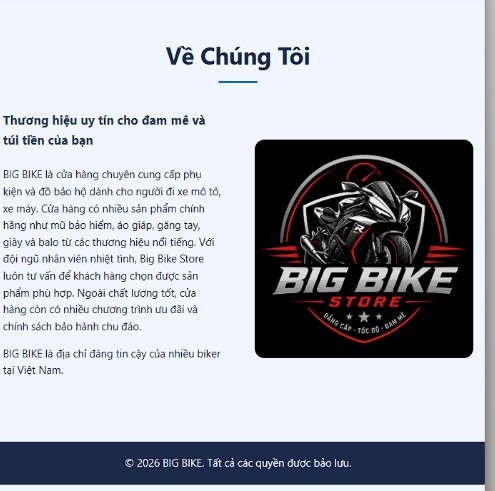 Về Chúng Tôi
Thương hiệu uy tín cho đam mê và
túi tiền của bạn
BIG BIKE là cửa hàng chuyên cung cấp phụ
kiện và đồ bảo hộ dành cho người đi xe mô tô,
xe máy. Cửa hàng có nhiều sản phẩm chính
hãng như mũ bảo hiểm, áo giáp, găng tay,
giày và balo từ các thương hiệu nổi tiếng. Với
đội ngũ nhân viên nhiệt tình, Big Bike Store
luôn tư vấn để khách hàng chọn được sản
phẩm phù hợp. Ngoài chất lượng tốt, cửa
hàng còn có nhiều chương trình ưu đãi và
chính sách bảo hành chu đáo.
BIG BIKE là địa chỉ đáng tin cậy của nhiều biker
tại Việt Nam.
R
BIG BIKE
STORE
ĐẲNG CẤP - TỐC ĐỘ - ĐAM MÊ
© 2026 BIG BIKE. Tất cả các quyền được bảo lưu.